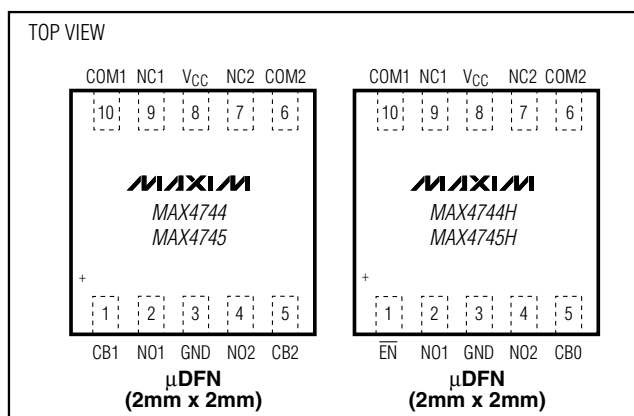 TOP VIEW
COM1 NC1 VCC NC2 COM2
10 9 8 7 6
MAXIM
MAX4744
MAX4745
+
1 2 3 4 5
CB1 NO1 GND NO2 CB2
μDFN
(2mm x 2mm)
COM1 NC1 VCC NC2 COM2
10 9 8 7 6
MAXIM
MAX4744H
MAX4745H
+
1 2 3 4 5
E̅N̅ NO1 GND NO2 CB0
μDFN
(2mm x 2mm)